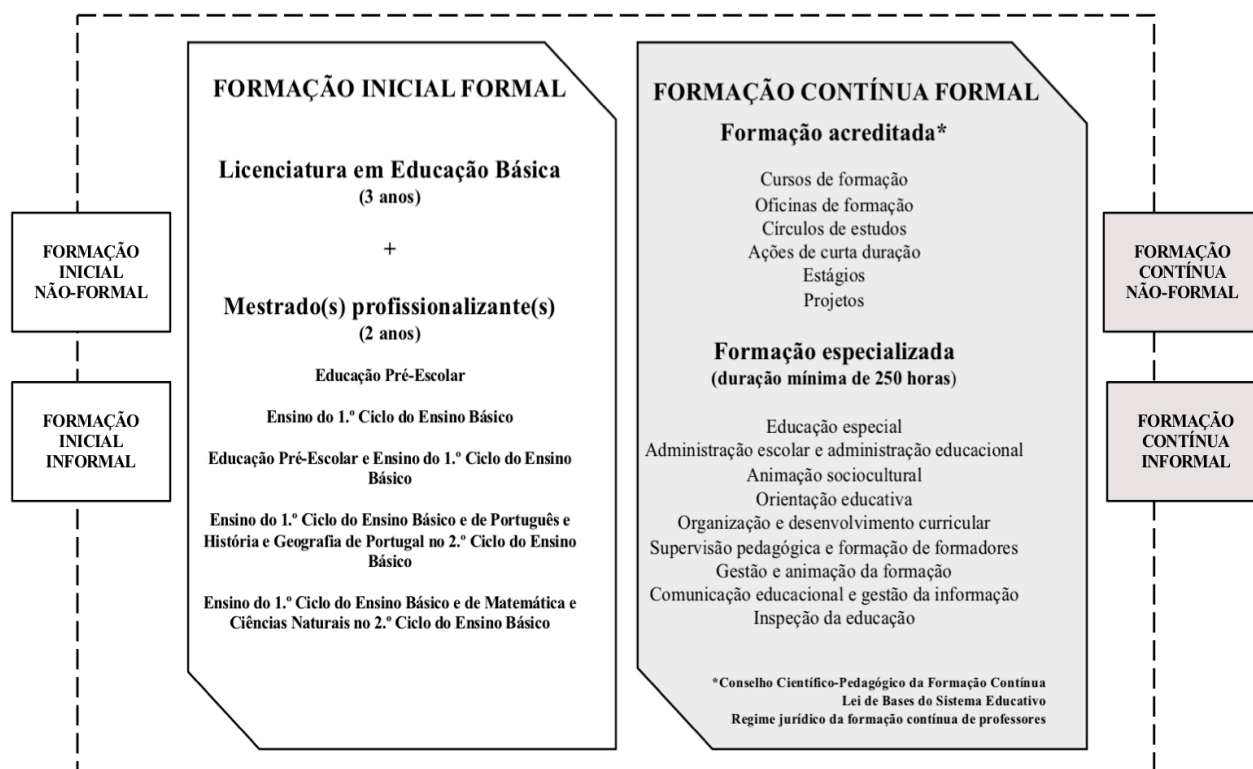 FORMAÇÃO
INICIAL
NÃO-FORMAL
FORMAÇÃO
INICIAL
INFORMAL
FORMAÇÃO INICIAL FORMAL
Licenciatura em Educação Básica
(3 anos)
+
Mestrado(s) profissionalizante(s)
(2 anos)
Educação Pré-Escolar
Ensino do 1.º Ciclo do Ensino Básico
Educação Pré-Escolar e Ensino do 1.º Ciclo do Ensino
Básico
Ensino do 1.º Ciclo do Ensino Básico e de Português e
História e Geografia de Portugal no 2.º Ciclo do Ensino
Básico
Ensino do 1.º Ciclo do Ensino Básico e de Matemática e
Ciências Naturais no 2.º Ciclo do Ensino Básico
FORMAÇÃO CONTÍNUA FORMAL
Formação acreditada*
Cursos de formação
Oficinas de formação
Círculos de estudos
Ações de curta duração
Estágios
Projetos
Formação especializada
(duração mínima de 250 horas)
Educação especial
Administração escolar e administração educacional
Animação sociocultural
Orientação educativa
Organização e desenvolvimento curricular
Supervisão pedagógica e formação de formadores
Gestão e animação da formação
Comunicação educacional e gestão da informação
Inspeção da educação
*Conselho Científico-Pedagógico da Formação Contínua
Lei de Bases do Sistema Educativo
Regime jurídico da formação contínua de professores
FORMAÇÃO
CONTÍNUA
NÃO-FORMAL
FORMAÇÃO
CONTÍNUA
INFORMAL